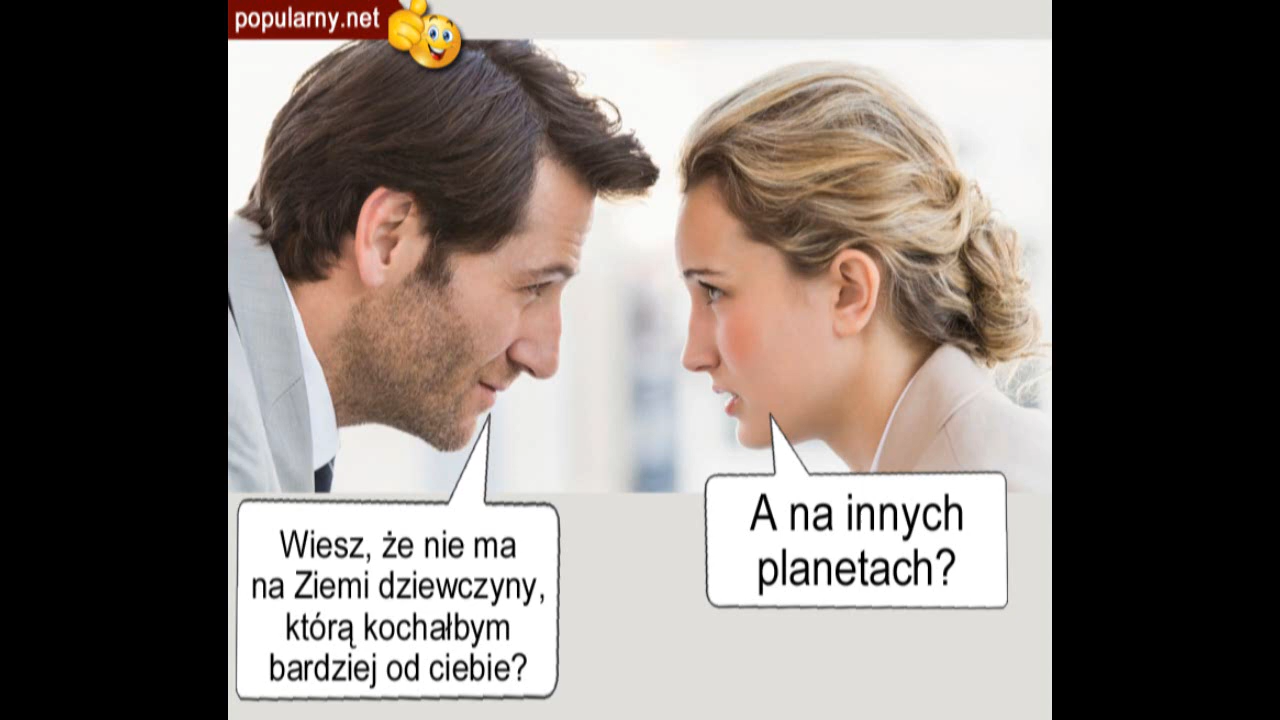 popularny.net
Wiesz, że nie ma
na Ziemi dziewczyny,
którą kochałbym
bardziej od ciebie?
A na innych
planetach?